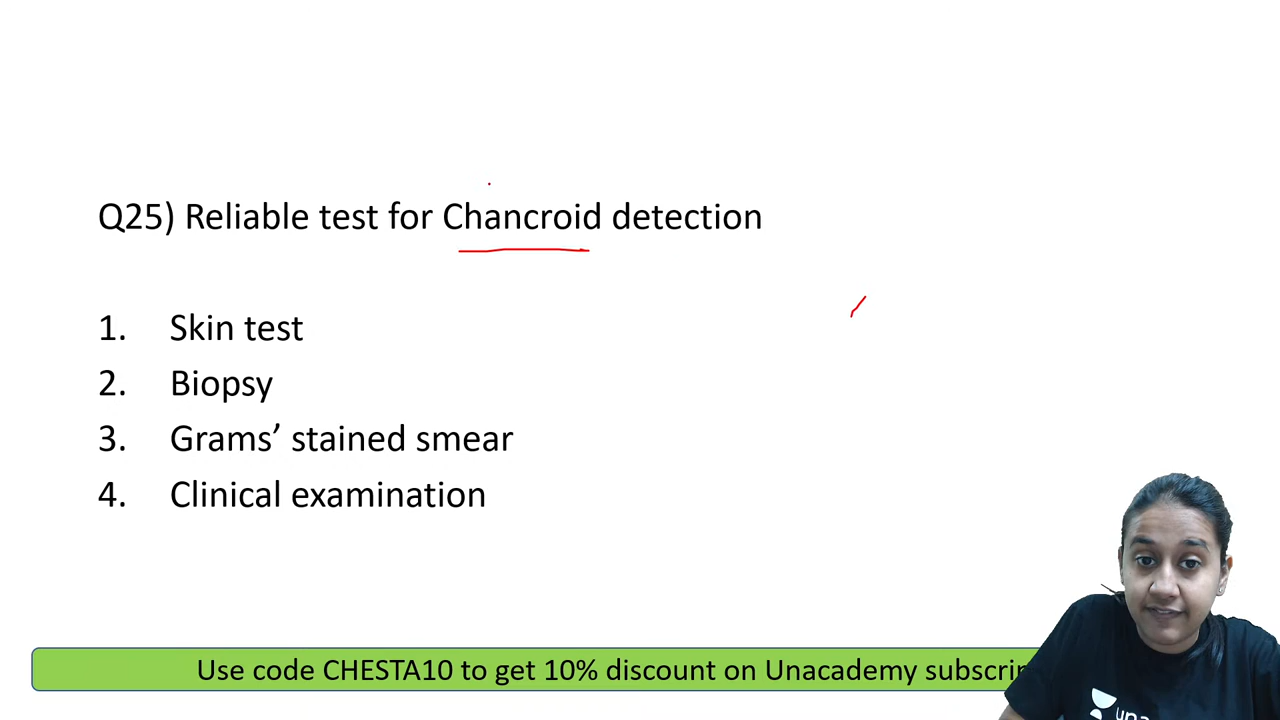 Q25) Reliable test for Chancroid detection
1. Skin test
2. Biopsy
3. Grams’ stained smear
4. Clinical examination
Use code CHESTA10 to get 10% discount on Unacademy